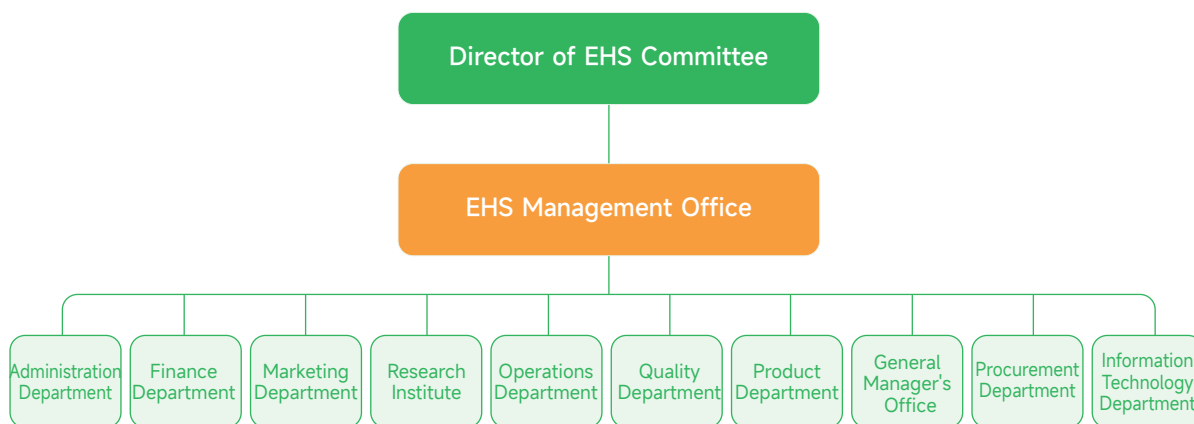 Director of EHS Committee
EHS Management Office
Administration
Department
Finance
Department
Marketing
Department
Research
Institute
Operations
Department
Quality
Department
Product
Department
General
Manager's
Office
Procurement
Department
Information
Technology
Department